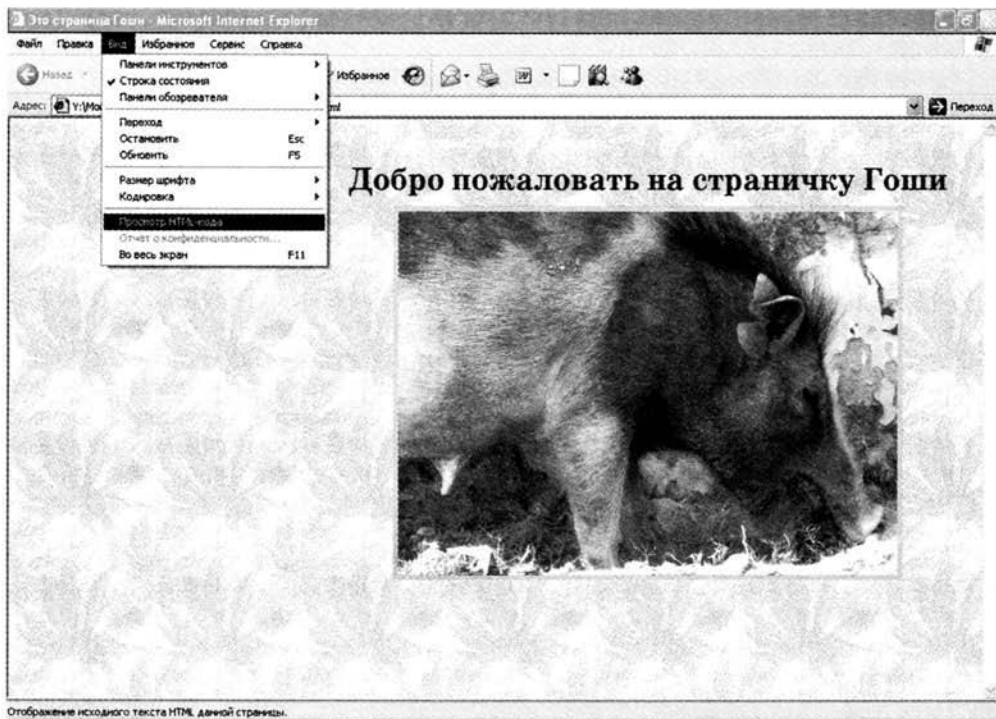 Это страница Гоши - Microsoft Internet Explorer
Файл Правка Вид Избранное Сервис Справка
Назад Избранное
Адрес: Y:\Мо ml Переход
Панели инструментов
Строка состояния
Панели обозревателя
Переход
Остановить Esc
Обновить F5
Размер шрифта
Кодировка
Просмотр HTML-кода
Отчет о конфиденциальности...
Во весь экран F11
Добро пожаловать на страничку Гоши
Отображение исходного текста HTML данной страницы.